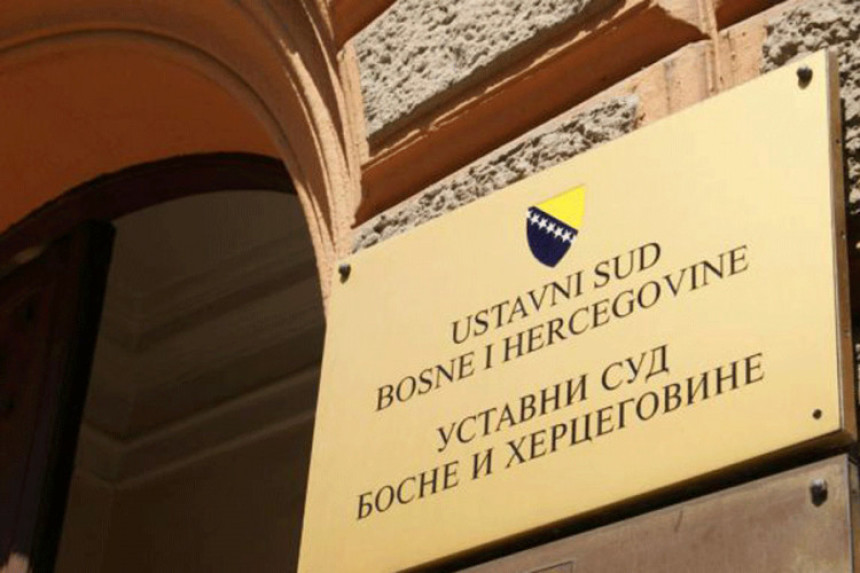 USTAVNI SUD
BOSNE I HERCEGOVINE
УСТАВНИ СУД
БОСНЕ И ХЕРЦЕГОВИНЕ